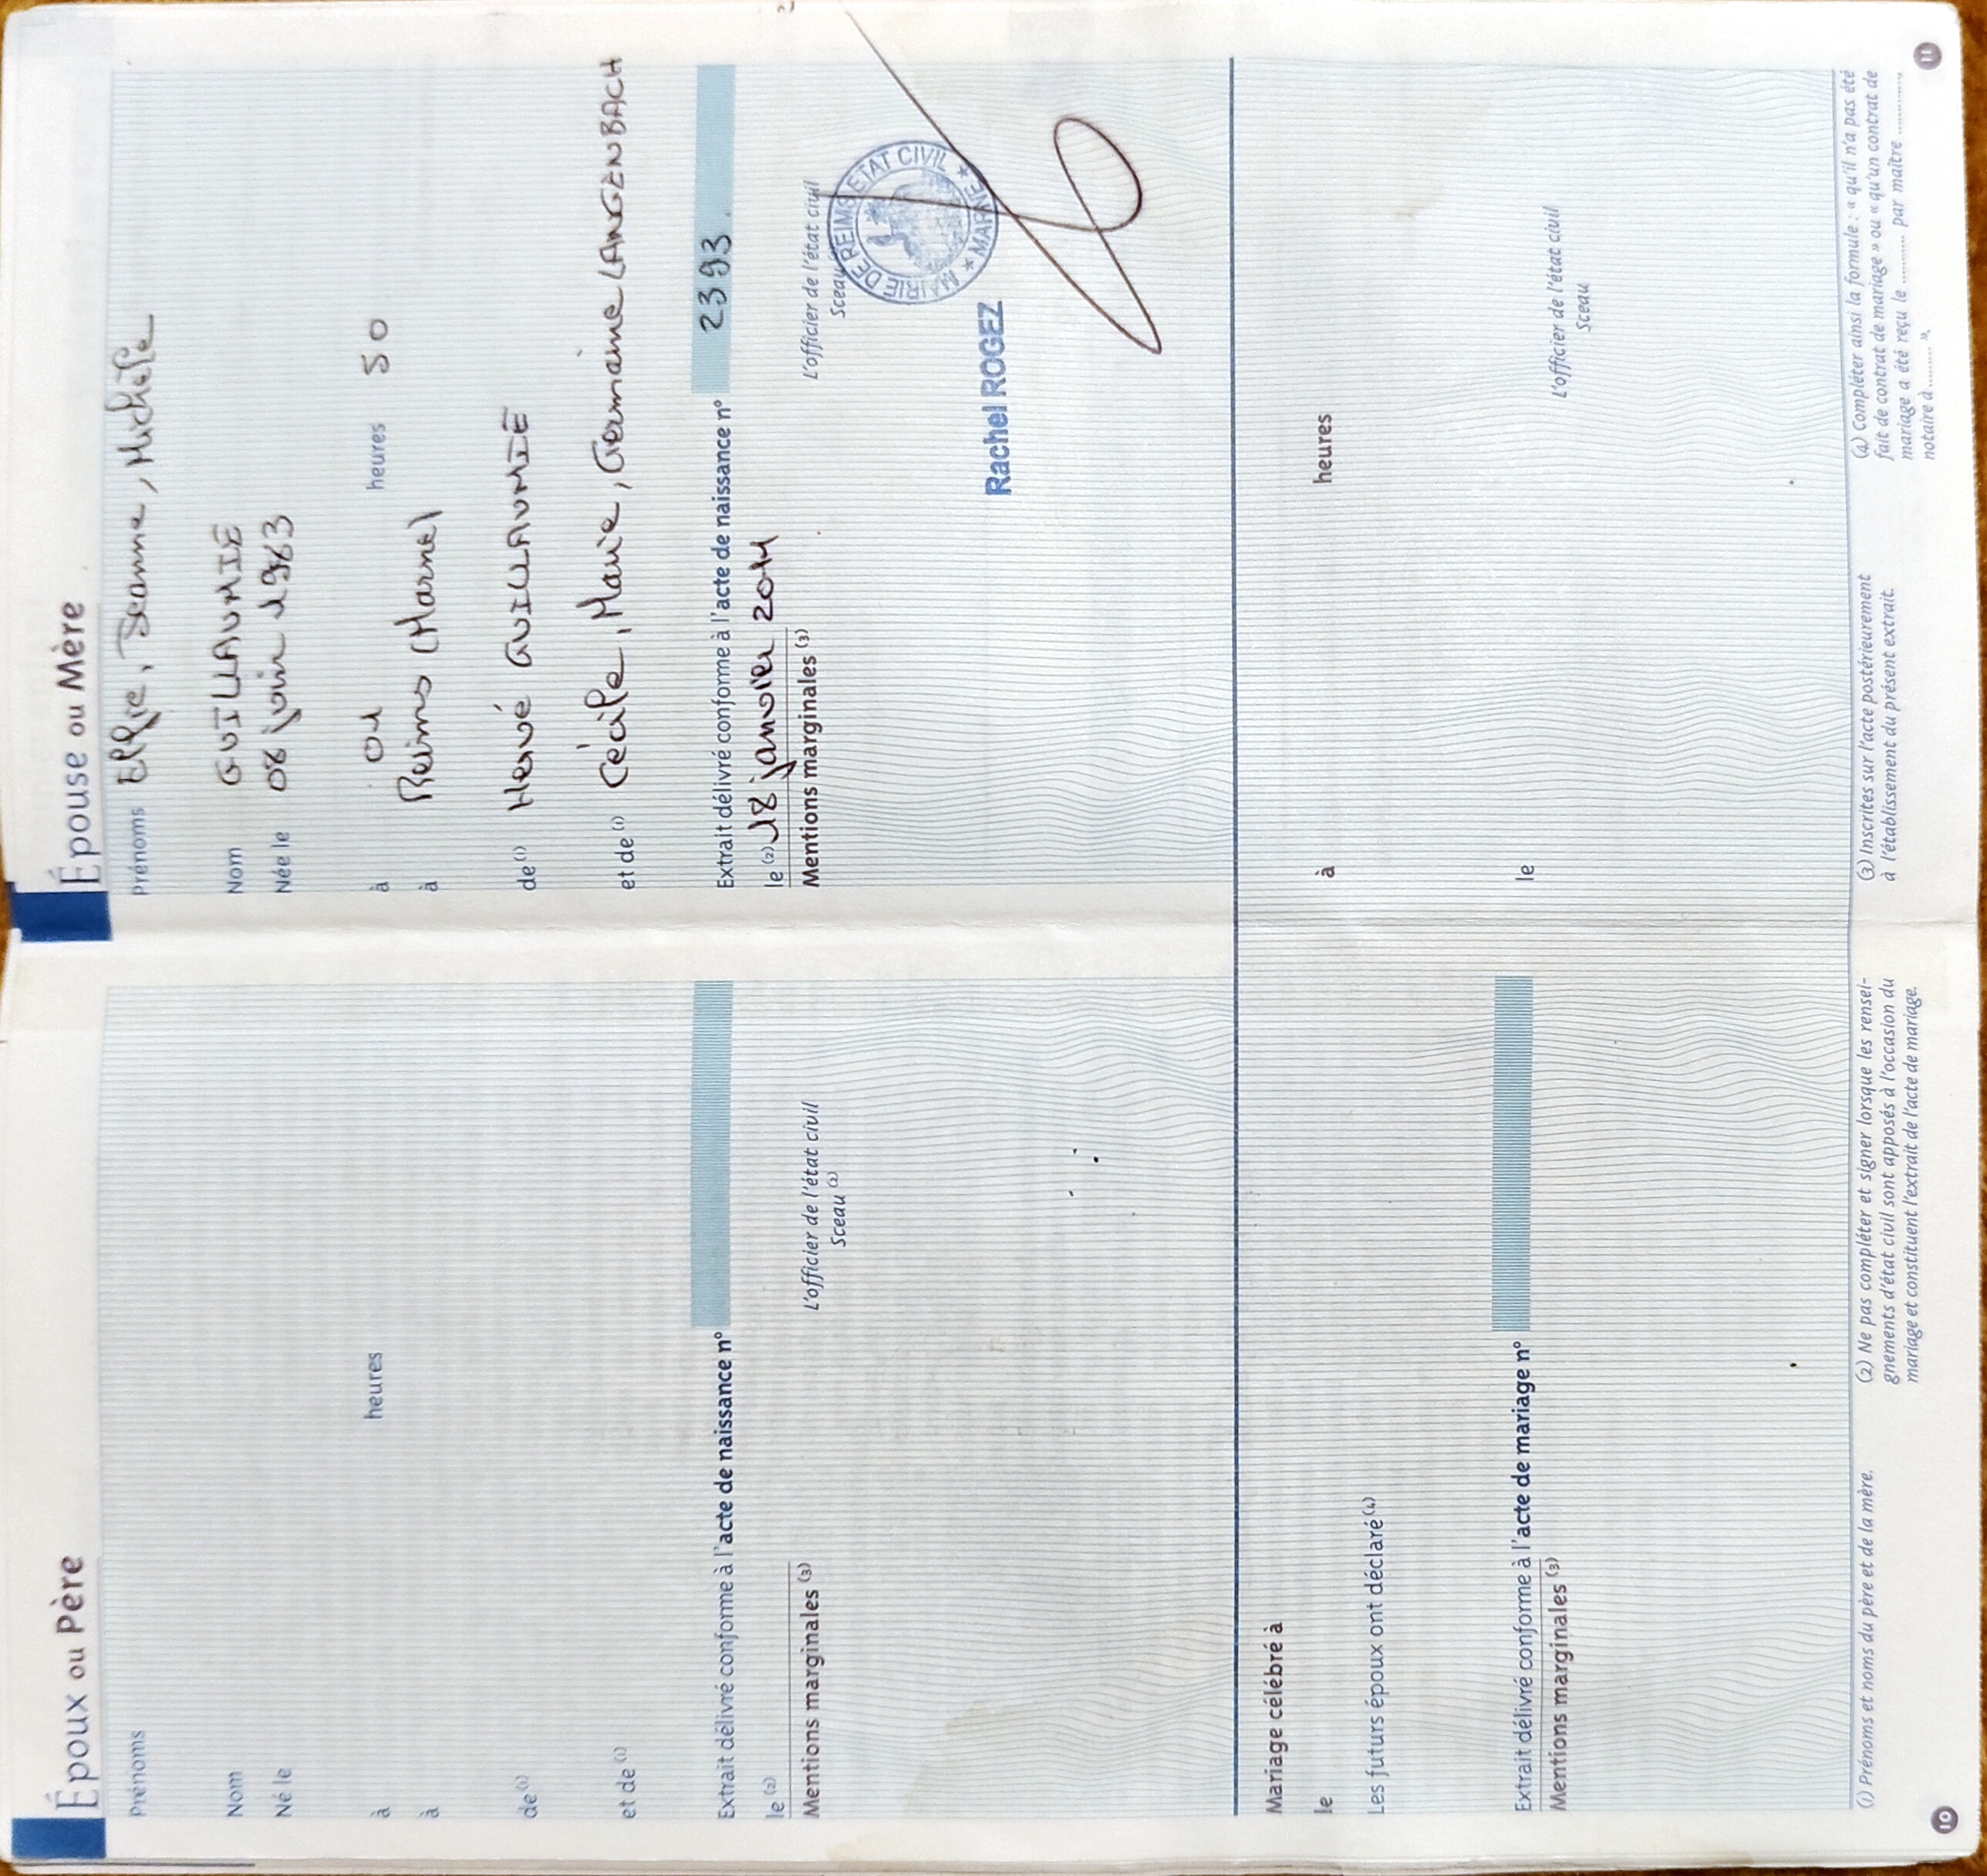 Époux ou Père
Prénoms
Nom
Né le
à heures
à
de (1)
et de (1)
Extrait délivré conforme à l'acte de naissance n°
le (2)
L'officier de l'état civil
Mentions marginales (3)
Sceau (2)
Épouse ou Mère
Prénoms Elfie, Jeanne, Michèle
Nom GUILLAUMIÉ
Née le 08 juin 1983
à 01 heures 50
à Reims (Marne)
de (1) Hervé GUILLAUMIÉ
et de (1) Cécile, Marie, Germaine LANGENBACH
Extrait délivré conforme à l'acte de naissance n° 2393.
le (2) 18 janvier 2014
L'officier de l'état civil
Mentions marginales (3)
Sceau
MAIRIE DE REIMS ETAT CIVIL
* MARNE *
Rachel ROGEZ
Mariage célébré à
le à heures
Les futurs époux ont déclaré (4)
Extrait délivré conforme à l'acte de mariage n° le
Mentions marginales (3)
L'officier de l'état civil
Sceau
(1) Prénoms et noms du père et de la mère.
(2) Ne pas compléter et signer lorsque les rensei-
gnements d'état civil sont apposés à l'occasion du
mariage et constituent l'extrait de l'acte de mariage.
(3) Inscrites sur l'acte postérieurement
à l'établissement du présent extrait.
(4) Compléter ainsi la formule : « qu'il n'a pas été
fait de contrat de mariage » ou « qu'un contrat de
mariage a été reçu le ........... par maître ............,
notaire à .......... ».
10
11